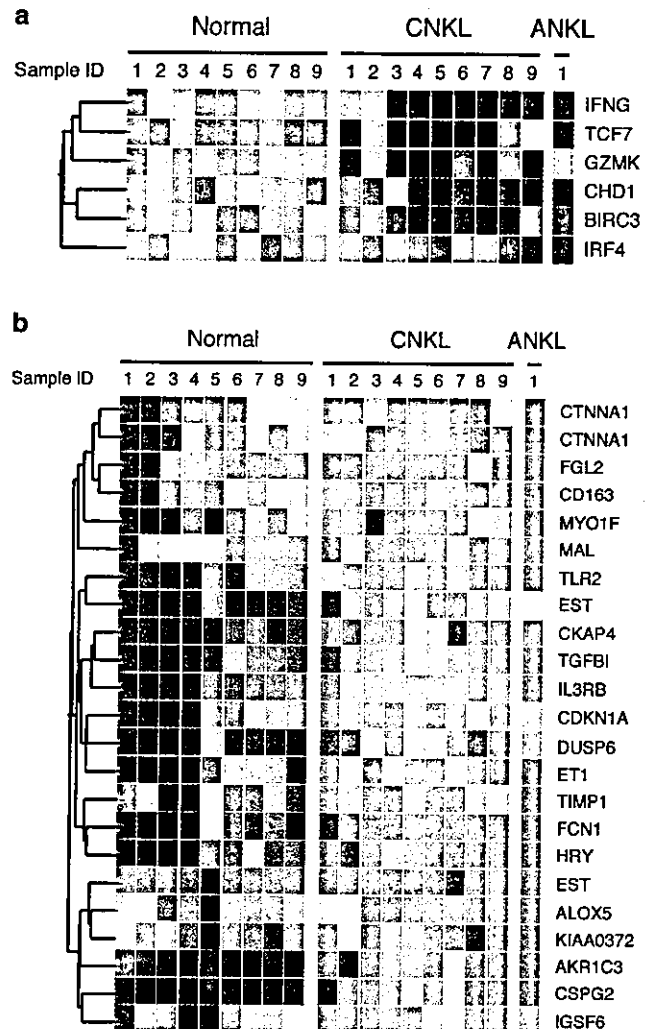 a
Normal CNKL ANKL
Sample ID 1 2 3 4 5 6 7 8 9 1 2 3 4 5 6 7 8 9 1
IFNG
TCF7
GZMK
CHD1
BIRC3
IRF4
b
Normal CNKL ANKL
Sample ID 1 2 3 4 5 6 7 8 9 1 2 3 4 5 6 7 8 9 1
CTNNA1
CTNNA1
FGL2
CD163
MYO1F
MAL
TLR2
EST
CKAP4
TGFBI
IL3RB
CDKN1A
DUSP6
ET1
TIMP1
FCN1
HRY
EST
ALOX5
KIAA0372
AKR1C3
CSPG2
IGSF6